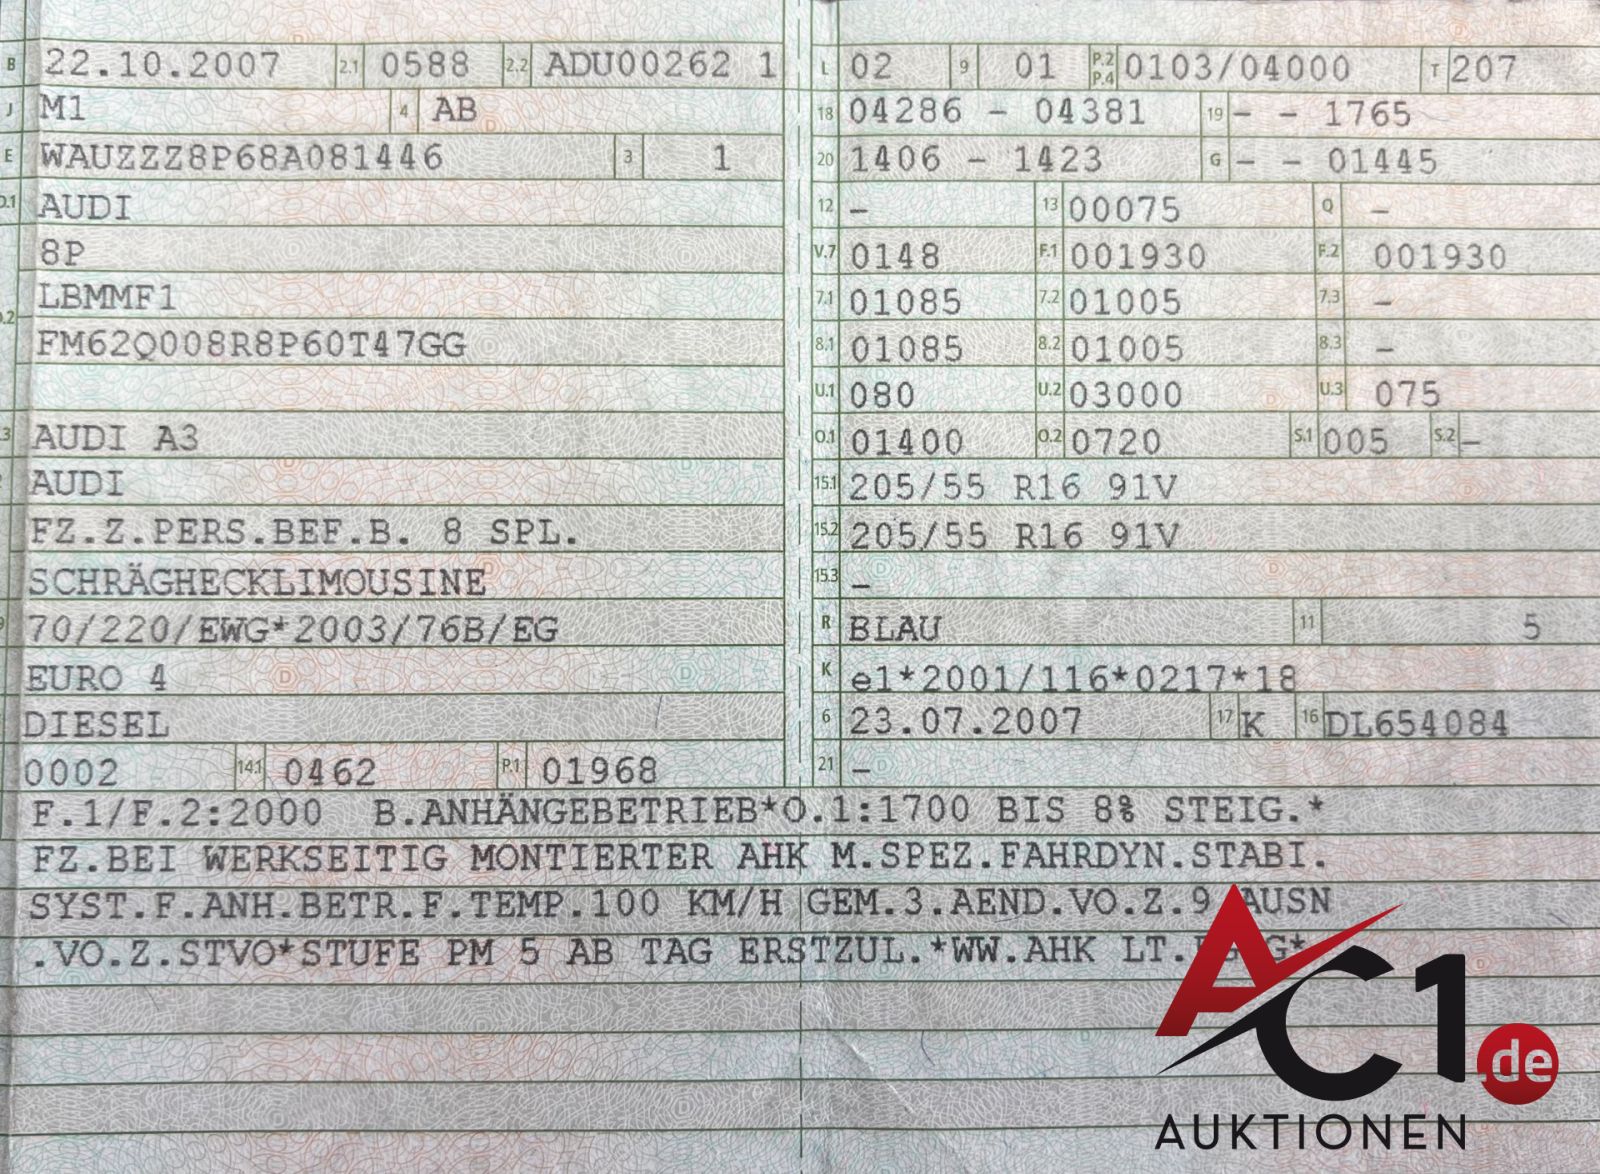 B 22.10.2007 2.1 0588 2.2 ADU00262 1
J M1 4 AB
E WAUZZZ8P68A081446 3 1
D.1 AUDI
8P
LBMMF1
.2
FM62Q008R8P60T47GG
.3 AUDI A3
AUDI
FZ.Z.PERS.BEF.B. 8 SPL.
SCHRÄGHECKLIMOUSINE
70/220/EWG*2003/76B/EG
EURO 4
DIESEL
0002 14.1 0462 P.1 01968
L 02 9 01 P.2 P.4 0103/04000 T 207
18 04286 - 04381 19 - - 1765
20 1406 - 1423 G - - 01445
12 - 13 00075 Q -
V.7 0148 F.1 001930 F.2 001930
7.1 01085 7.2 01005 7.3 -
8.1 01085 8.2 01005 8.3 -
U.1 080 U.2 03000 U.3 075
O.1 01400 O.2 0720 S.1 005 S.2 -
15.1 205/55 R16 91V
15.2 205/55 R16 91V
15.3 -
R BLAU 11 5
K e1*2001/116*0217*18
6 23.07.2007 17 K 16 DL654084
21 -
F.1/F.2:2000 B.ANHÄNGEBETRIEB*O.1:1700 BIS 8% STEIG.*
FZ.BEI WERKSEITIG MONTIERTER AHK M.SPEZ.FAHRDYN.STABI.
SYST.F.ANH.BETR.F.TEMP.100 KM/H GEM.3.AEND.VO.Z.9 AUSN
.VO.Z.STVO*STUFE PM 5 AB TAG ERSTZUL.*WW.AHK LT.
AC1.de
AUKTIONEN